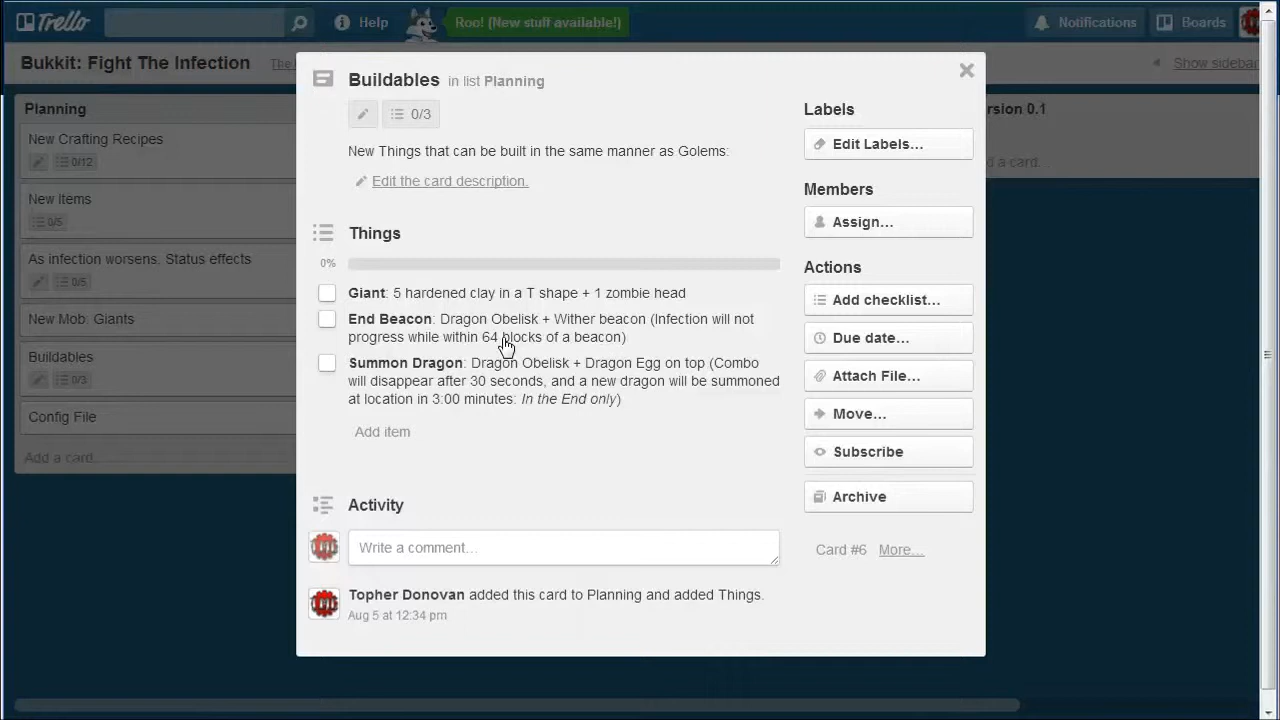 Trello
Help
Roo! (New stuff available!)
Notifications
Boards
Bukkit: Fight The Infection
Show sidebar
Planning
New Crafting Recipes
0/12
New Items
0/5
As infection worsens. Status effects
0/5
New Mob: Giants
Buildables
0/3
Config File
Add a card...
Buildables in list Planning
0/3
New Things that can be built in the same manner as Golems:
Edit the card description.
Things
0%
Giant: 5 hardened clay in a T shape + 1 zombie head
End Beacon: Dragon Obelisk + Wither beacon (Infection will not
progress while within 64 blocks of a beacon)
Summon Dragon: Dragon Obelisk + Dragon Egg on top (Combo
will disappear after 30 seconds, and a new dragon will be summoned
at location in 3:00 minutes: In the End only)
Add item
Activity
Write a comment...
Topher Donovan added this card to Planning and added Things.
Aug 5 at 12:34 pm
Labels
Edit Labels...
Members
Assign...
Actions
Add checklist...
Due date...
Attach File...
Move...
Subscribe
Archive
Card #6 More...
rsion 0.1
d a card...